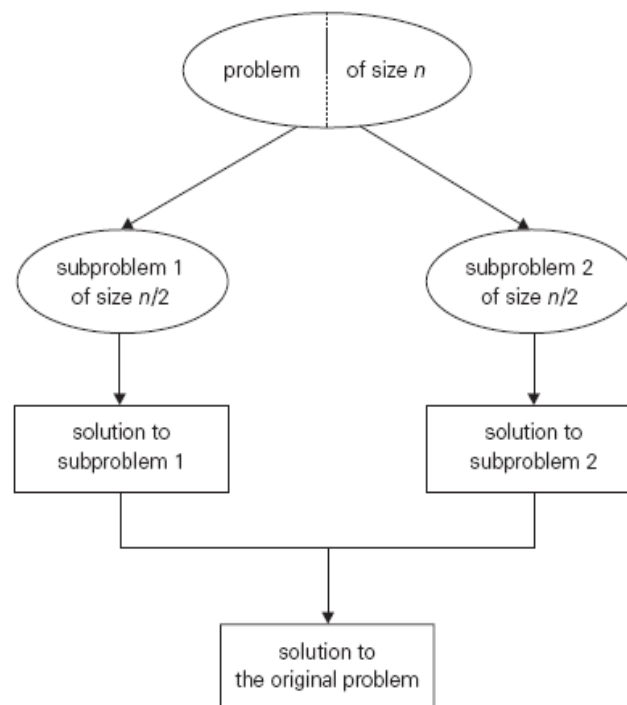 problem of size n
subproblem 1
of size n/2
subproblem 2
of size n/2
solution to
subproblem 1
solution to
subproblem 2
solution to
the original problem